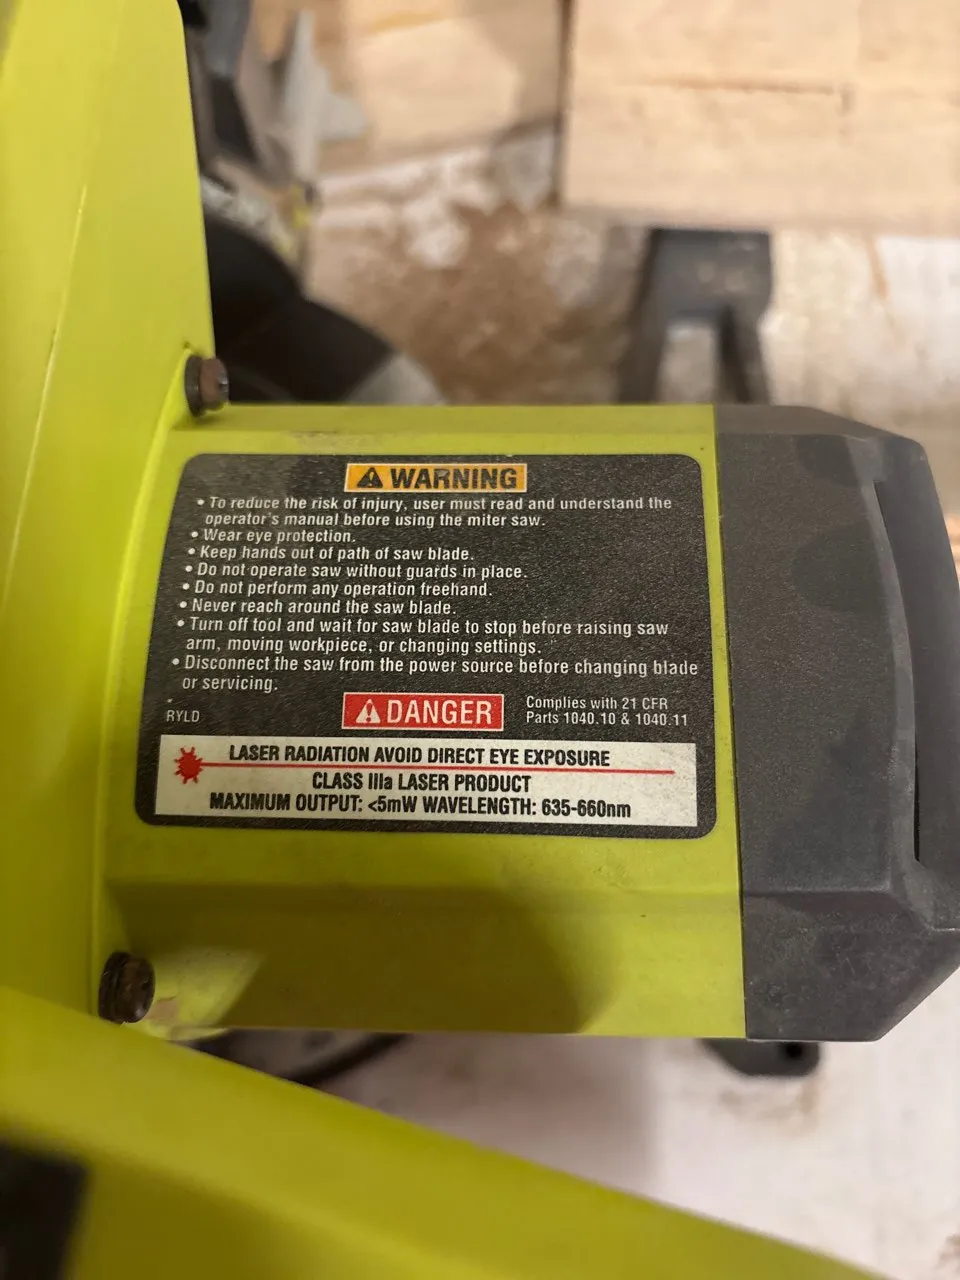 WARNING
• To reduce the risk of injury, user must read and understand the
operator's manual before using the miter saw.
• Wear eye protection.
• Keep hands out of path of saw blade.
• Do not operate saw without guards in place.
• Do not perform any operation freehand.
• Never reach around the saw blade.
• Turn off tool and wait for saw blade to stop before raising saw
arm, moving workpiece, or changing settings.
• Disconnect the saw from the power source before changing blade
or servicing.
RYLD
DANGER
Complies with 21 CFR
Parts 1040.10 & 1040.11
LASER RADIATION AVOID DIRECT EYE EXPOSURE
CLASS IIIa LASER PRODUCT
MAXIMUM OUTPUT: <5mW WAVELENGTH: 635-660nm